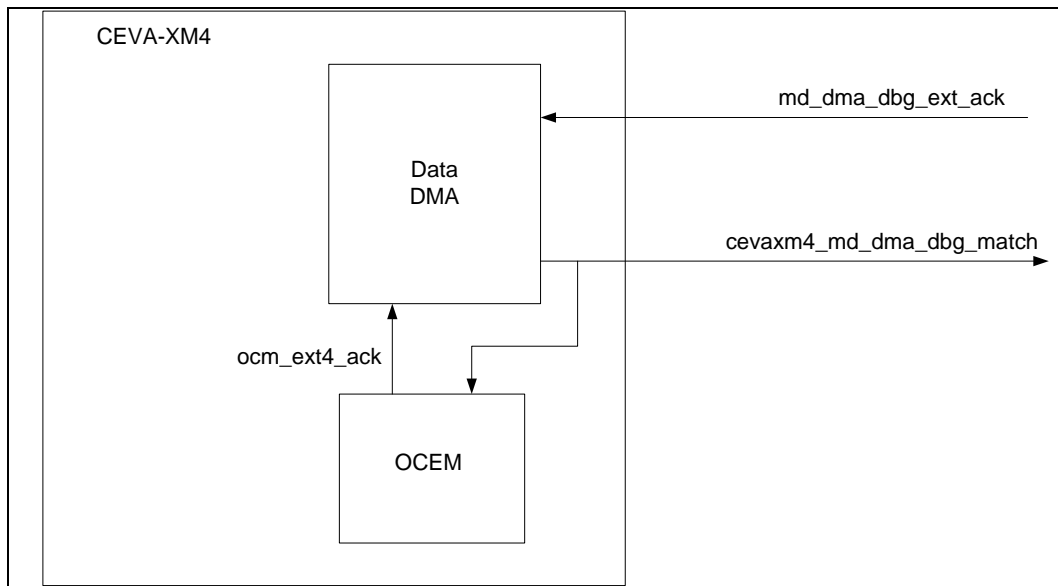 CEVA-XM4
md_dma_dbg_ext_ack
Data
DMA
cevaxm4_md_dma_dbg_match
ocm_ext4_ack
OCEM